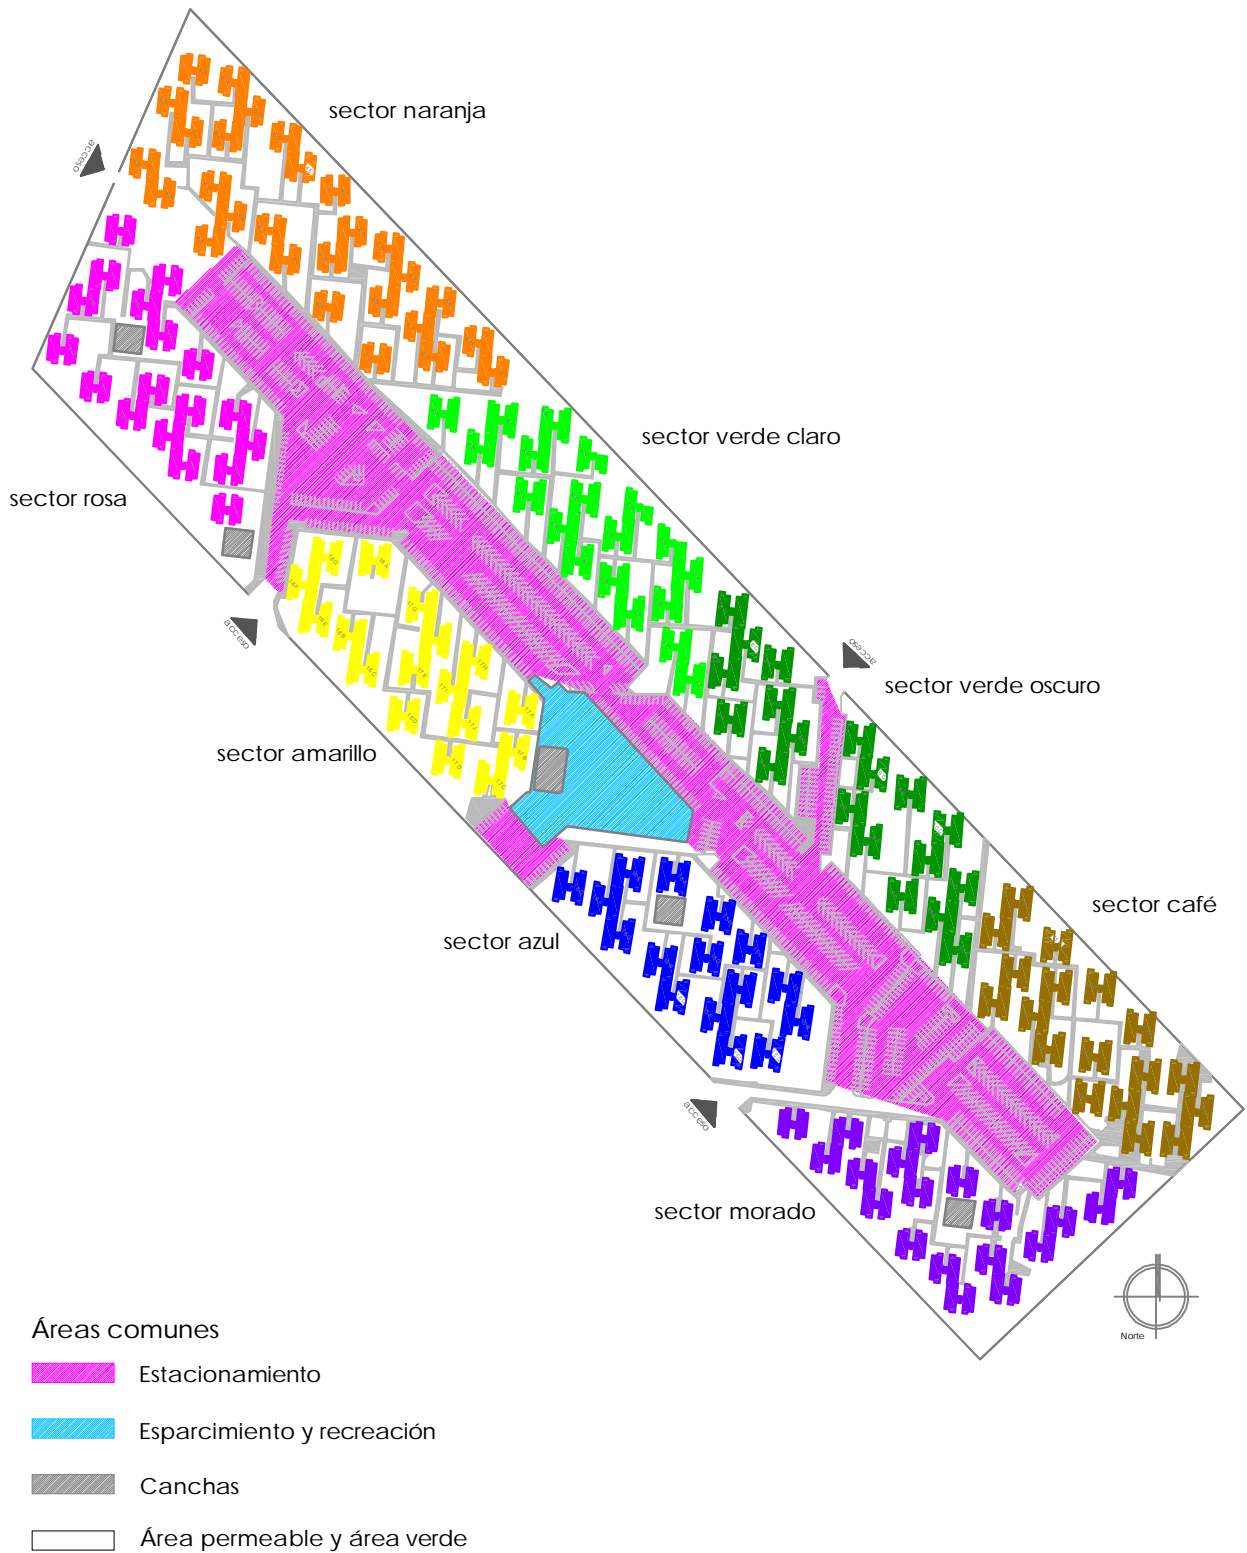 sector naranja
acceso
sector verde claro
sector rosa
acceso
acceso
sector verde oscuro
sector amarillo
sector café
sector azul
acceso
sector morado
Norte
Áreas comunes
Estacionamiento
Esparcimiento y recreación
Canchas
Área permeable y área verde